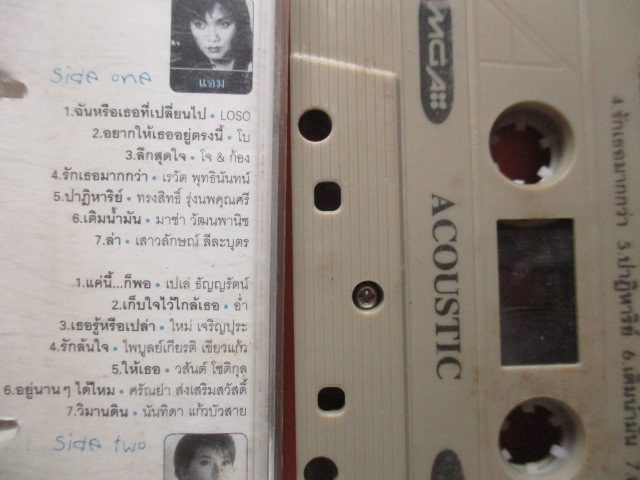 แอม
Side one
1.ฉันหรือเธอที่เปลี่ยนไป • LOSO
2.อยากให้เธออยู่ตรงนี้ • โบ
3.ลึกสุดใจ • โจ & ก้อง
4.รักเธอมากกว่า • เรวัต พุทธินันทน์
5.ปาฏิหาริย์ • ทรงสิทธิ์ รุ่งนพคุณศรี
6.เติมน้ำมัน • มาช่า วัฒนพานิช
7.ล่า • เสาวลักษณ์ ลีละบุตร
1.แค่นี้...ก็พอ • เปเล่ ธัญญรัตน์
2.เก็บใจไว้ใกล้เธอ • อ่ำ
3.เธอรู้หรือเปล่า • ใหม่ เจริญปุระ
4.รักล้นใจ • ไพบูลย์เกียรติ เขียวแก้ว
5.ให้เธอ • วสันต์ โชติกุล
6.อยู่นานๆ ได้ไหม • ศรัณย่า ส่งเสริมสวัสดิ์
7.วิมานดิน • นันทิดา แก้วบัวสาย
Side two
MGA
ACOUSTIC
4.รักเธอมากกว่า 5.ปาฏิหาริย์ 6.เติมน้ำมัน 7.